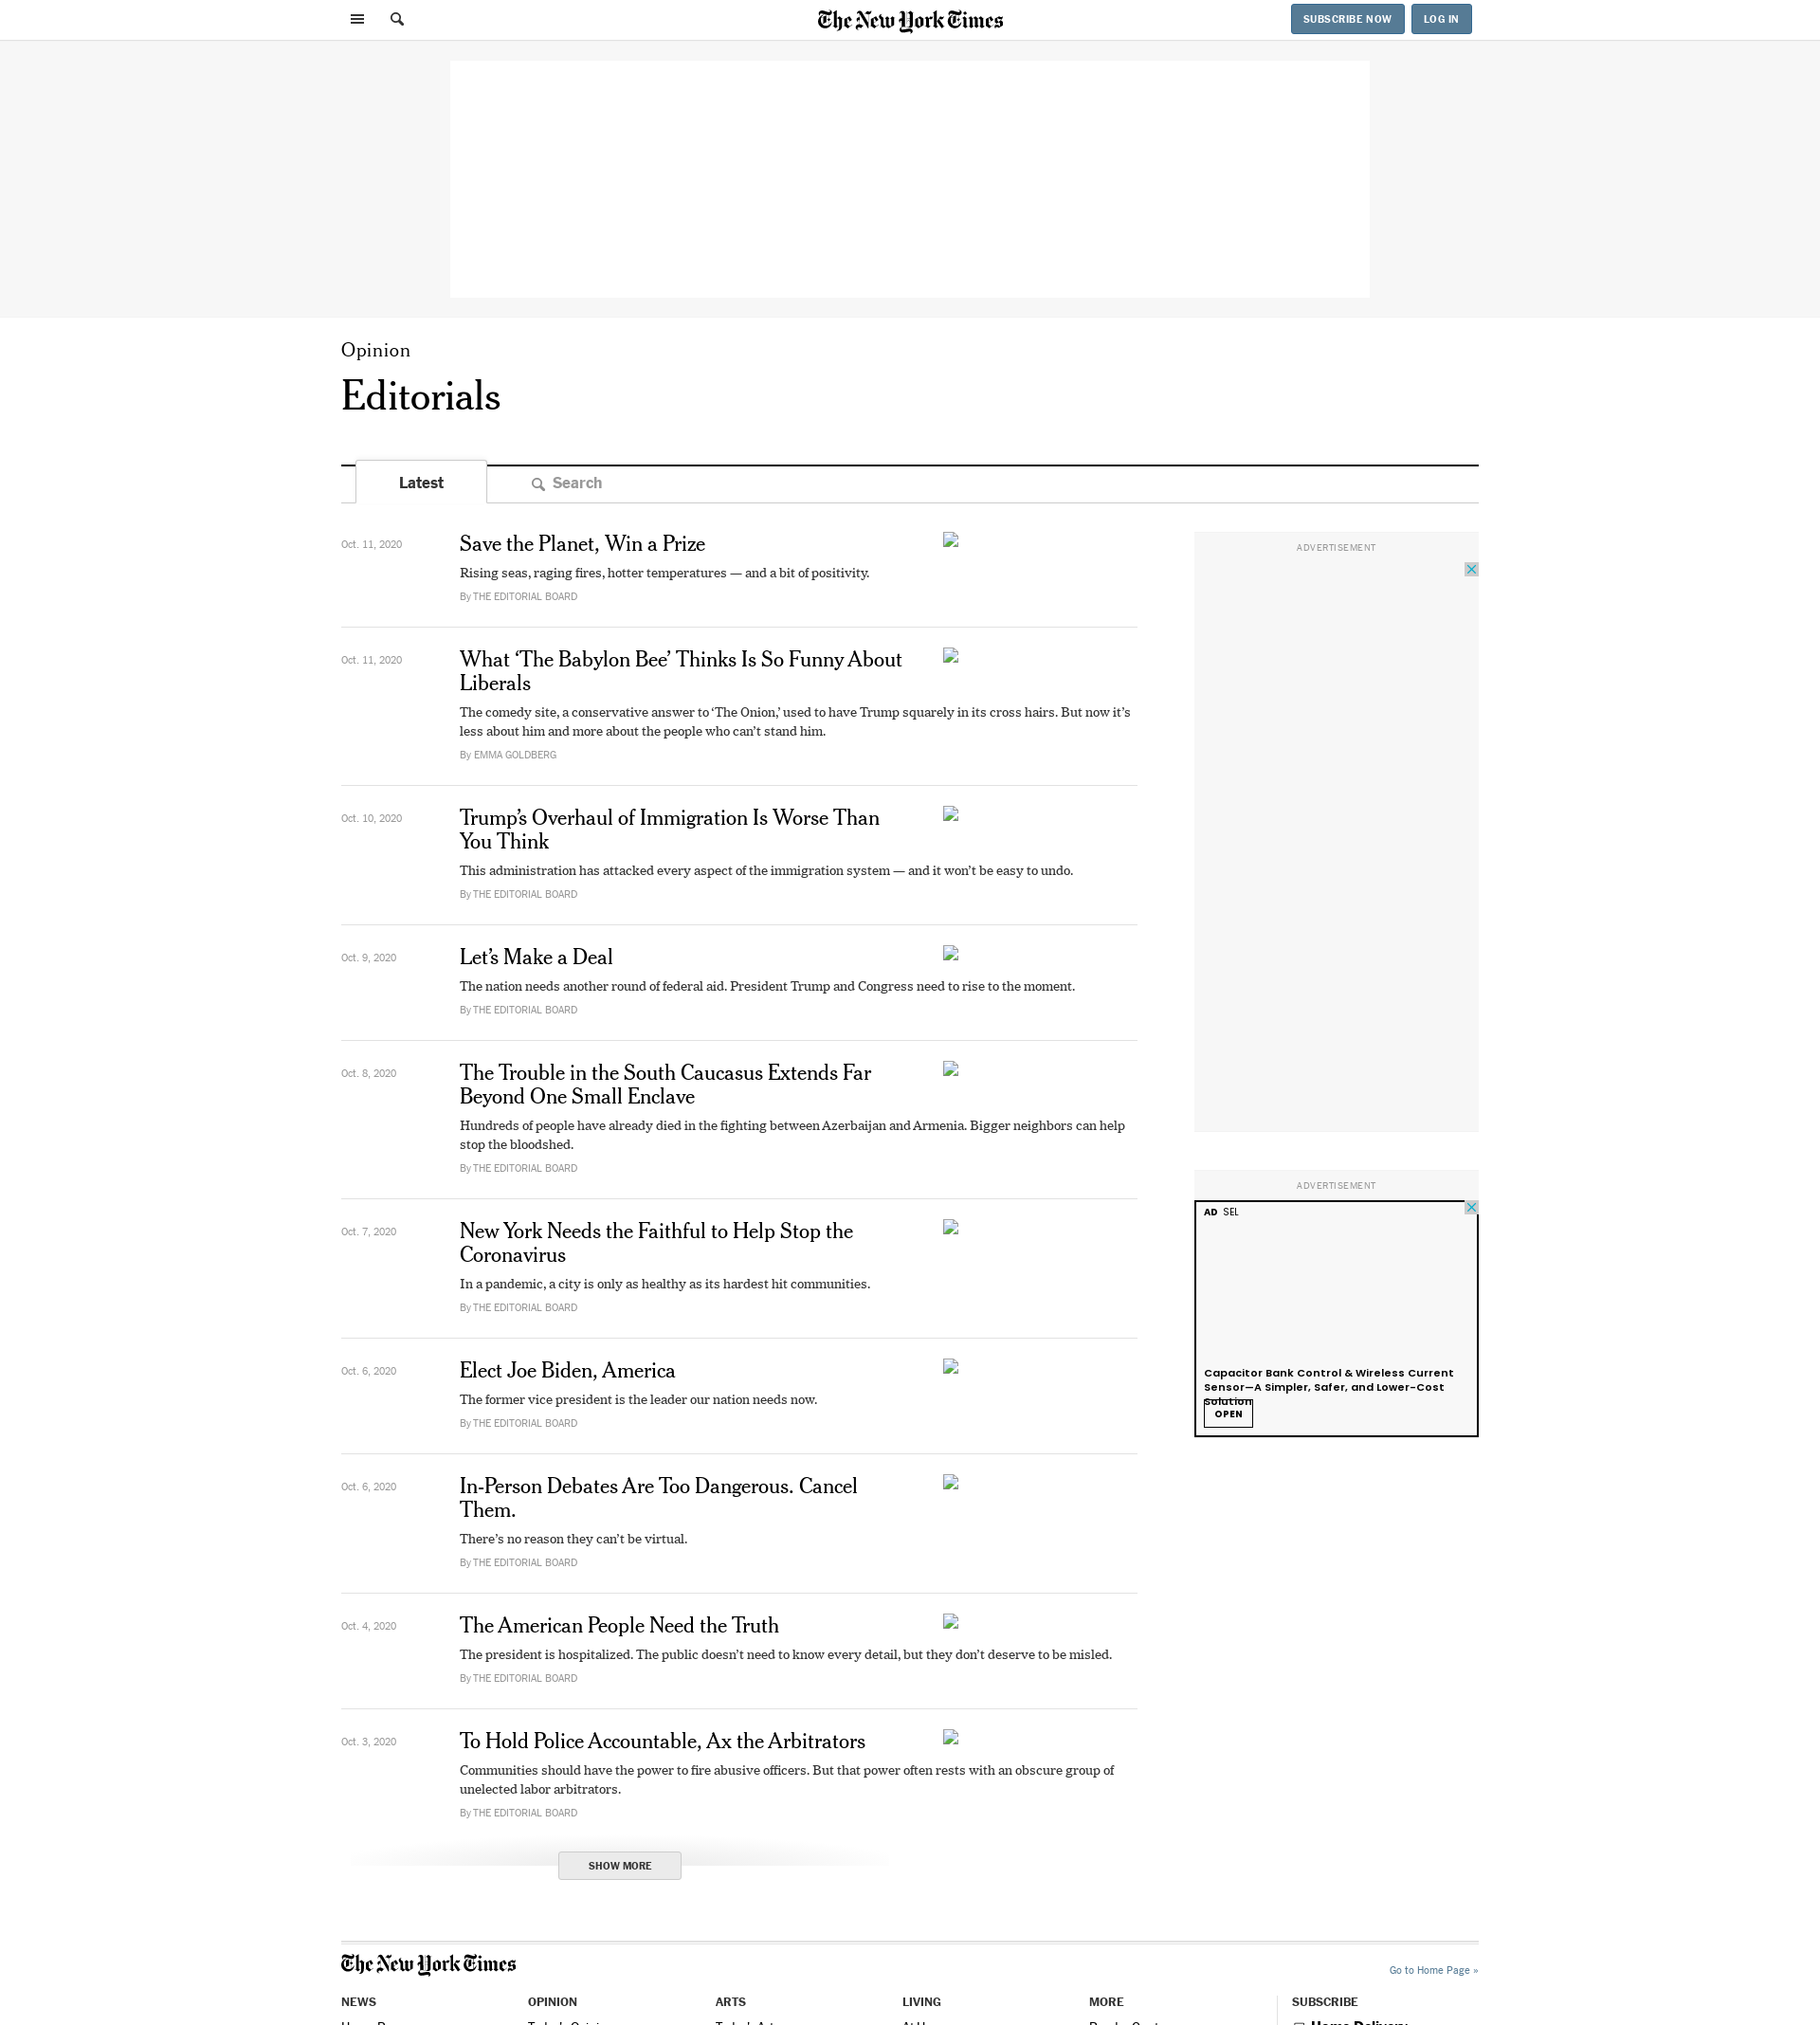 The New York Times
SUBSCRIBE NOW
LOG IN
Opinion
Editorials
Latest
Search
Oct. 11, 2020
Save the Planet, Win a Prize
Rising seas, raging fires, hotter temperatures — and a bit of positivity.
By THE EDITORIAL BOARD
Oct. 11, 2020
What ‘The Babylon Bee’ Thinks Is So Funny About
Liberals
The comedy site, a conservative answer to ‘The Onion,’ used to have Trump squarely in its cross hairs. But now it’s
less about him and more about the people who can’t stand him.
By EMMA GOLDBERG
Oct. 10, 2020
Trump’s Overhaul of Immigration Is Worse Than
You Think
This administration has attacked every aspect of the immigration system — and it won’t be easy to undo.
By THE EDITORIAL BOARD
Oct. 9, 2020
Let’s Make a Deal
The nation needs another round of federal aid. President Trump and Congress need to rise to the moment.
By THE EDITORIAL BOARD
Oct. 8, 2020
The Trouble in the South Caucasus Extends Far
Beyond One Small Enclave
Hundreds of people have already died in the fighting between Azerbaijan and Armenia. Bigger neighbors can help
stop the bloodshed.
By THE EDITORIAL BOARD
Oct. 7, 2020
New York Needs the Faithful to Help Stop the
Coronavirus
In a pandemic, a city is only as healthy as its hardest hit communities.
By THE EDITORIAL BOARD
Oct. 6, 2020
Elect Joe Biden, America
The former vice president is the leader our nation needs now.
By THE EDITORIAL BOARD
Oct. 6, 2020
In-Person Debates Are Too Dangerous. Cancel
Them.
There’s no reason they can’t be virtual.
By THE EDITORIAL BOARD
Oct. 4, 2020
The American People Need the Truth
The president is hospitalized. The public doesn’t need to know every detail, but they don’t deserve to be misled.
By THE EDITORIAL BOARD
Oct. 3, 2020
To Hold Police Accountable, Ax the Arbitrators
Communities should have the power to fire abusive officers. But that power often rests with an obscure group of
unelected labor arbitrators.
By THE EDITORIAL BOARD
SHOW MORE
ADVERTISEMENT
ADVERTISEMENT
AD SEL
Capacitor Bank Control & Wireless Current
Sensor—A Simpler, Safer, and Lower-Cost
Solution
OPEN
The New York Times
Go to Home Page »
NEWS
OPINION
ARTS
LIVING
MORE
SUBSCRIBE
Home Delivery